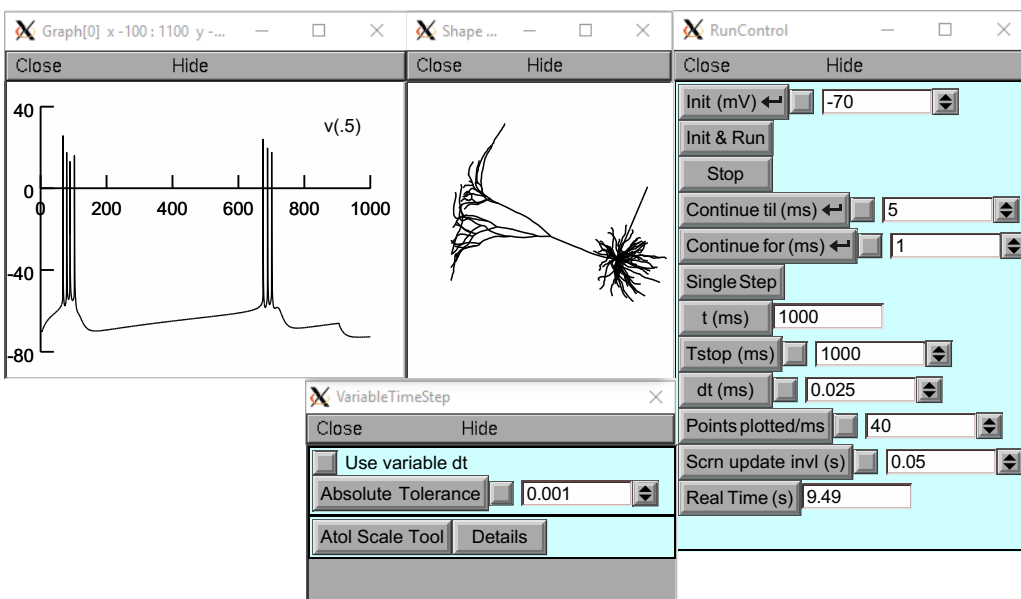 Graph[0] x -100 : 1100 y -...
Close Hide
40
v(.5)
0
0 200 400 600 800 1000
-40
-80
Shape ...
Close Hide
RunControl
Close Hide
Init (mV) -70
Init & Run
Stop
Continue til (ms) 5
Continue for (ms) 1
Single Step
t (ms) 1000
Tstop (ms) 1000
dt (ms) 0.025
Points plotted/ms 40
Scrn update invl (s) 0.05
Real Time (s) 9.49
VariableTimeStep
Close Hide
Use variable dt
Absolute Tolerance 0.001
Atol Scale Tool Details